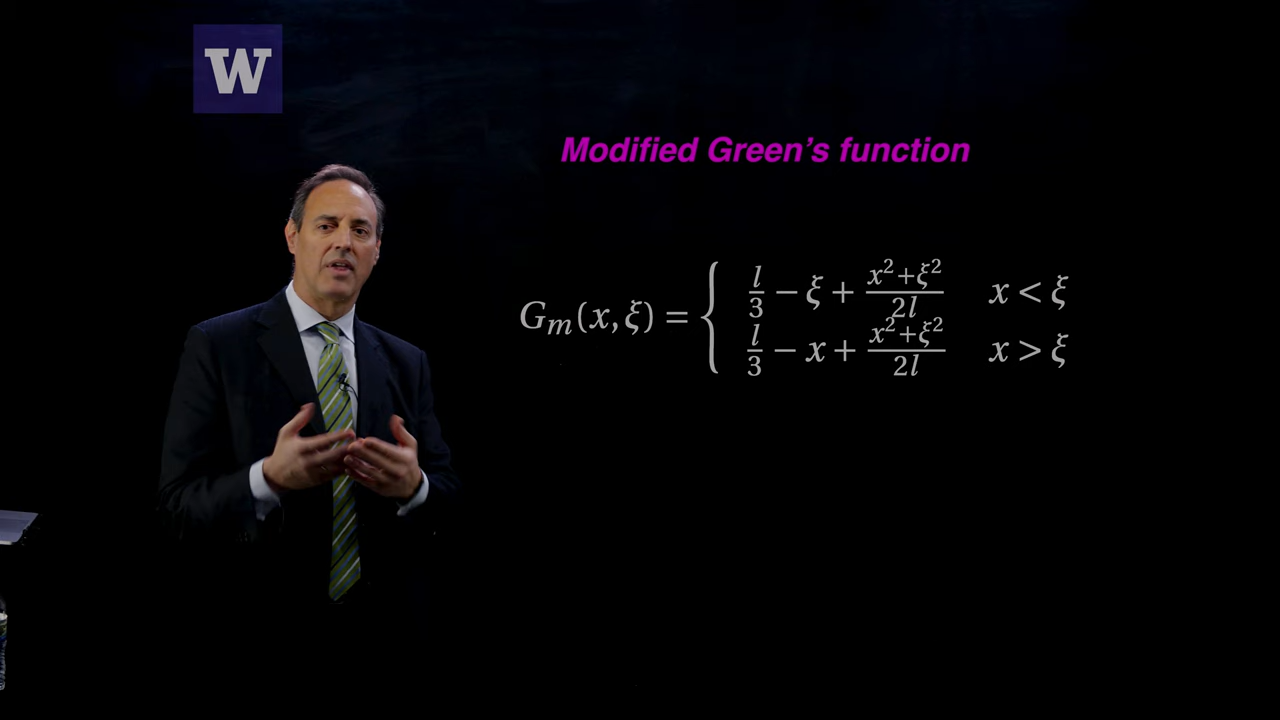 W
Modified Green's function
G_m(x, ξ) = { l/3 − ξ + (x² + ξ²)/2l   x < ξ
l/3 − x + (x² + ξ²)/2l   x > ξ